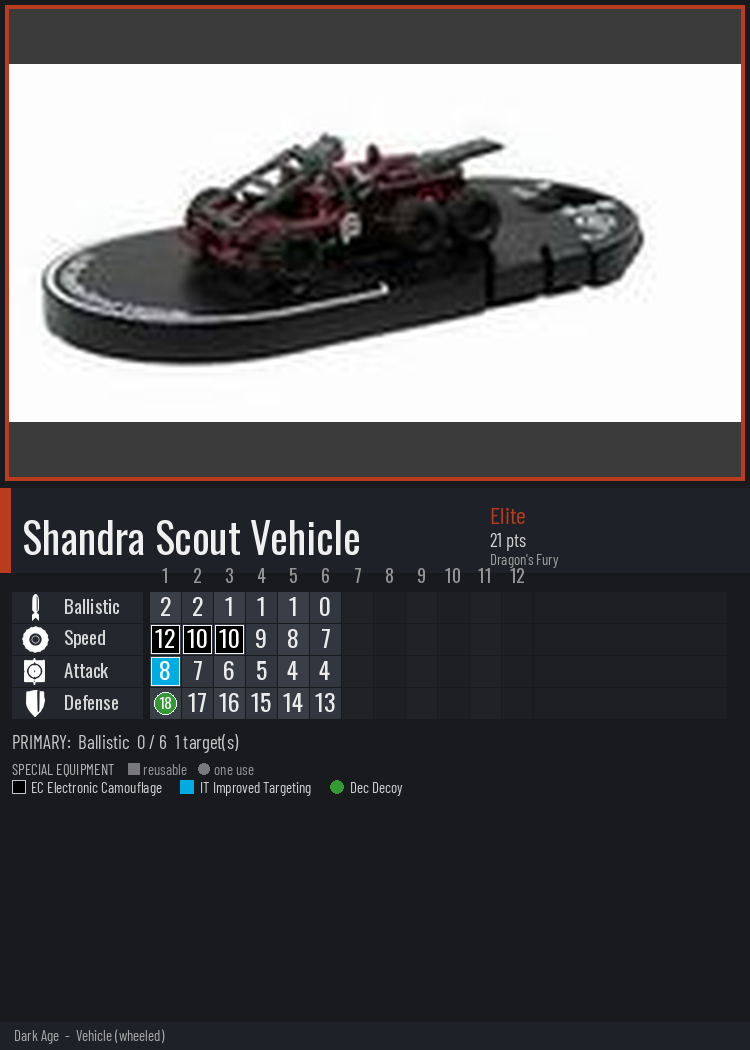 Shandra Scout Vehicle
Elite
21 pts
Dragon's Fury
1 2 3 4 5 6 7 8 9 10 11 12
Ballistic 2 2 1 1 1 0
Speed 12 10 10 9 8 7
Attack 8 7 6 5 4 4
Defense 18 17 16 15 14 13
PRIMARY: Ballistic 0 / 6 1 target(s)
SPECIAL EQUIPMENT reusable one use
EC Electronic Camouflage IT Improved Targeting Dec Decoy
Dark Age - Vehicle (wheeled)